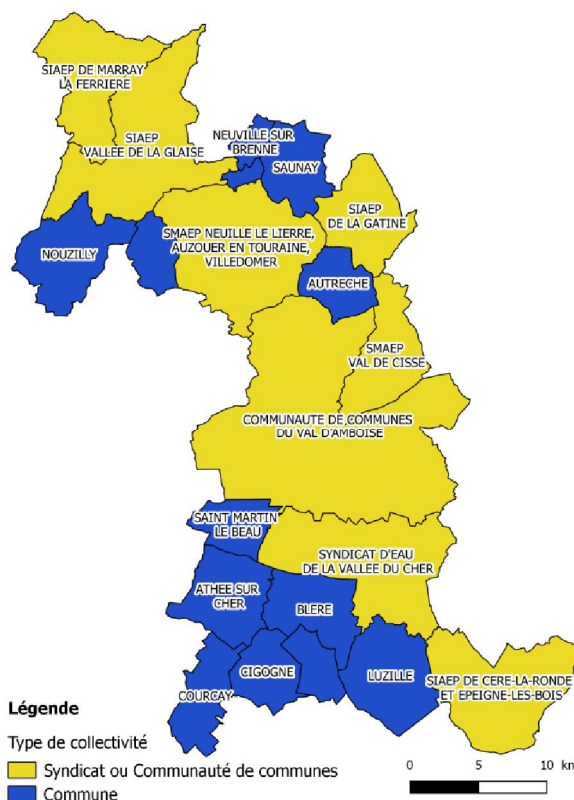 SIAEP DE MARRAY
LA FERRIERE
SIAEP
VALLEE DE LA GLAISE
NEUVILLE SUR
BRENNE
SAUNAY
SIAEP
DE LA GATINE
NOUZILLY
SMAEP NEUILLE LE LIERRE,
AUZOUER EN TOURAINE,
VILLEDOMER
AUTRECHE
SMAEP
VAL DE CISSE
COMMUNAUTE DE COMMUNES
DU VAL D'AMBOISE
SAINT MARTIN
LE BEAU
SYNDICAT D'EAU
DE LA VALLEE DU CHER
ATHEE SUR
CHER
BLERE
CIGOGNE
LUZILLE
COURCAY
SIAEP DE CERE-LA-RONDE
ET EPEIGNE-LES-BOIS
Légende
Type de collectivité
Syndicat ou Communauté de communes
Commune
0 5 10 km